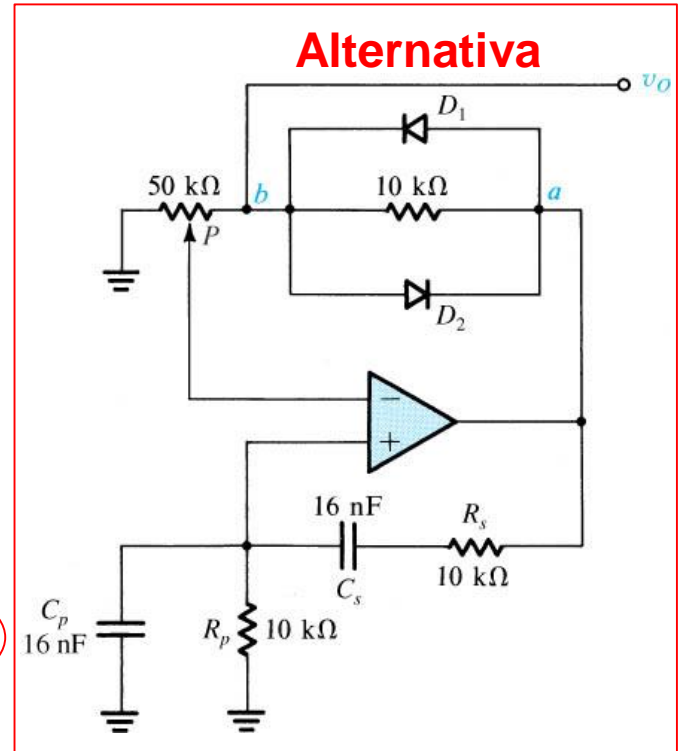 Alternativa
v_O
D_1
50 kΩ
b
10 kΩ
a
P
D_2
−
+
16 nF
R_s
C_s
10 kΩ
C_p
16 nF
R_p
10 kΩ